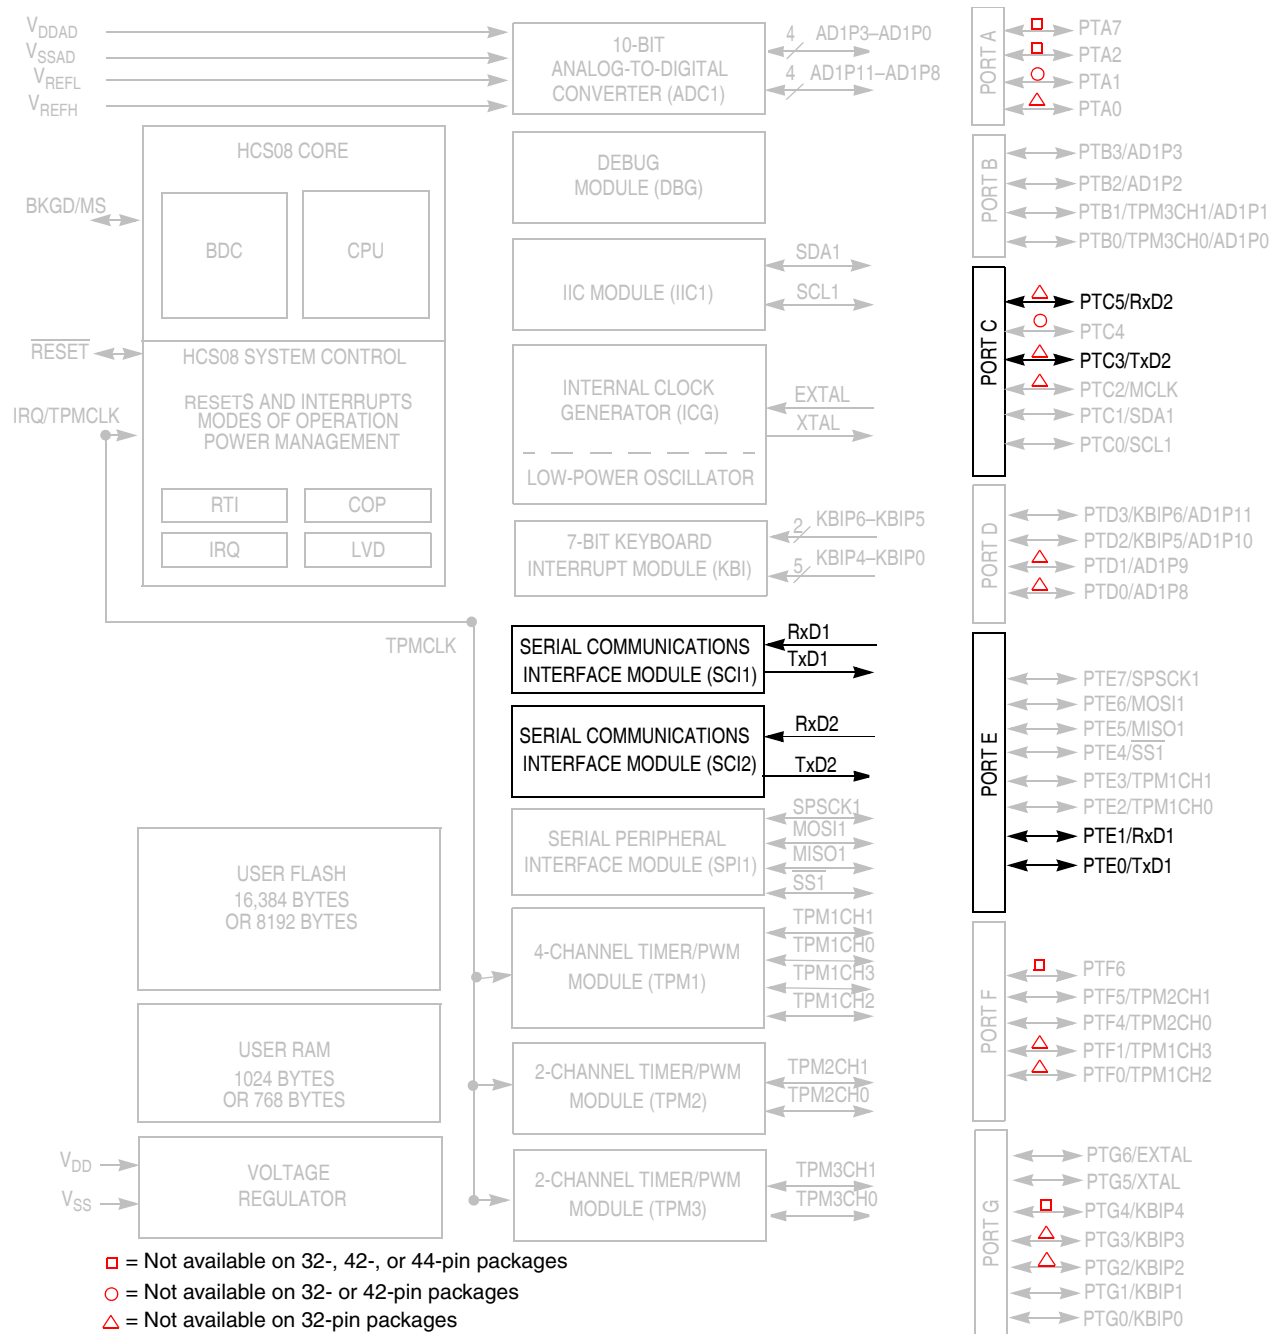 VDDAD
VSSAD
VREFL
VREFH
10-BIT
ANALOG-TO-DIGITAL
CONVERTER (ADC1)
4 AD1P3–AD1P0
4 AD1P11–AD1P8
HCS08 CORE
BDC
CPU
BKGD/MS
DEBUG
MODULE (DBG)
IIC MODULE (IIC1)
SDA1
SCL1
RESET
HCS08 SYSTEM CONTROL
RESETS AND INTERRUPTS
MODES OF OPERATION
POWER MANAGEMENT
IRQ/TPMCLK
RTI
COP
IRQ
LVD
INTERNAL CLOCK
GENERATOR (ICG)
LOW-POWER OSCILLATOR
EXTAL
XTAL
7-BIT KEYBOARD
INTERRUPT MODULE (KBI)
2 KBIP6–KBIP5
5 KBIP4–KBIP0
TPMCLK
SERIAL COMMUNICATIONS
INTERFACE MODULE (SCI1)
RxD1
TxD1
SERIAL COMMUNICATIONS
INTERFACE MODULE (SCI2)
RxD2
TxD2
SERIAL PERIPHERAL
INTERFACE MODULE (SPI1)
SPSCK1
MOSI1
MISO1
SS1
USER FLASH
16,384 BYTES
OR 8192 BYTES
4-CHANNEL TIMER/PWM
MODULE (TPM1)
TPM1CH1
TPM1CH0
TPM1CH3
TPM1CH2
USER RAM
1024 BYTES
OR 768 BYTES
2-CHANNEL TIMER/PWM
MODULE (TPM2)
TPM2CH1
TPM2CH0
VDD
VSS
VOLTAGE
REGULATOR
2-CHANNEL TIMER/PWM
MODULE (TPM3)
TPM3CH1
TPM3CH0
PORT A
PTA7
PTA2
PTA1
PTA0
PORT B
PTB3/AD1P3
PTB2/AD1P2
PTB1/TPM3CH1/AD1P1
PTB0/TPM3CH0/AD1P0
PORT C
PTC5/RxD2
PTC4
PTC3/TxD2
PTC2/MCLK
PTC1/SDA1
PTC0/SCL1
PORT D
PTD3/KBIP6/AD1P11
PTD2/KBIP5/AD1P10
PTD1/AD1P9
PTD0/AD1P8
PORT E
PTE7/SPSCK1
PTE6/MOSI1
PTE5/MISO1
PTE4/SS1
PTE3/TPM1CH1
PTE2/TPM1CH0
PTE1/RxD1
PTE0/TxD1
PORT F
PTF6
PTF5/TPM2CH1
PTF4/TPM2CH0
PTF1/TPM1CH3
PTF0/TPM1CH2
PORT G
PTG6/EXTAL
PTG5/XTAL
PTG4/KBIP4
PTG3/KBIP3
PTG2/KBIP2
PTG1/KBIP1
PTG0/KBIP0
= Not available on 32-, 42-, or 44-pin packages
= Not available on 32- or 42-pin packages
= Not available on 32-pin packages